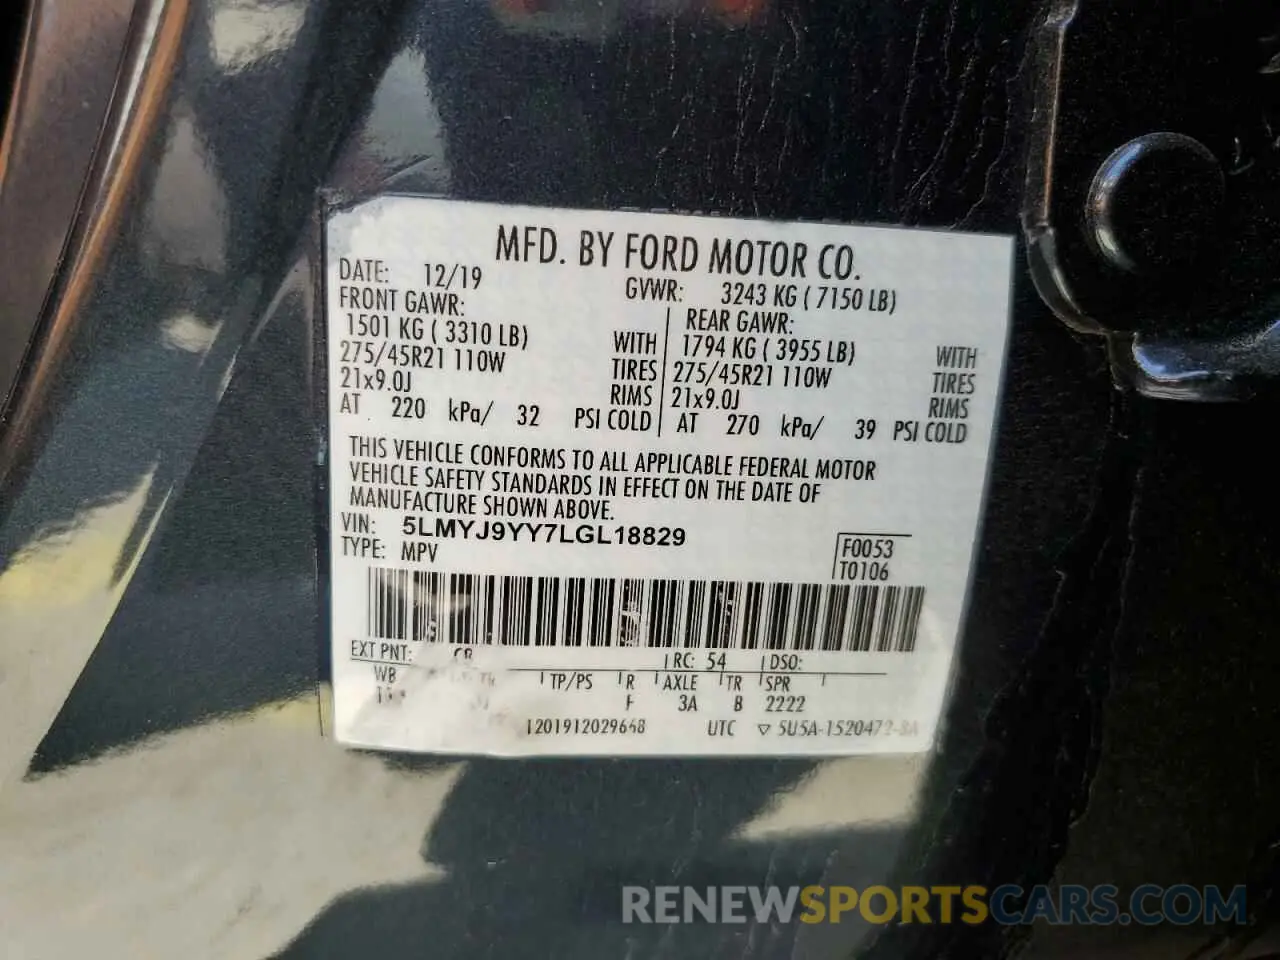 MFD. BY FORD MOTOR CO.
DATE: 12/19 GVWR: 3243 KG ( 7150 LB)
FRONT GAWR: REAR GAWR:
1501 KG ( 3310 LB) WITH 1794 KG ( 3955 LB) WITH
275/45R21 110W TIRES 275/45R21 110W TIRES
21x9.0J RIMS 21x9.0J RIMS
AT 220 kPa/ 32 PSI COLD AT 270 kPa/ 39 PSI COLD
THIS VEHICLE CONFORMS TO ALL APPLICABLE FEDERAL MOTOR
VEHICLE SAFETY STANDARDS IN EFFECT ON THE DATE OF
MANUFACTURE SHOWN ABOVE.
VIN: 5LMYJ9YY7LGL18829
TYPE: MPV
F0053
T0106
EXT PNT: RC: 54 DSO:
WB TP/PS R AXLE TR SPR
F 3A B 2222
1201912029668 UTC ▽ 5U5A-1520472-BA
RENEWSPORTSCARS.COM